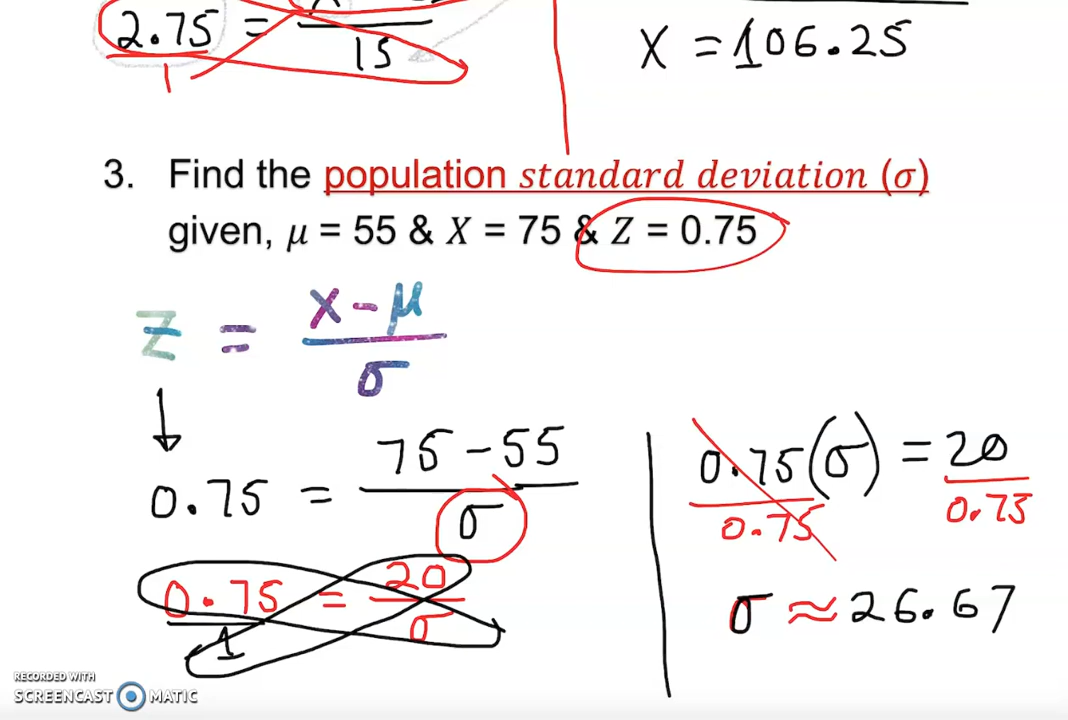 2.75 = 15
1
X = 106.25
3. Find the population standard deviation (σ)
given, μ = 55 & X = 75 & Z = 0.75
Z = x - μ / σ
0.75 = 75 - 55 / σ
0.75 / 1 = 20 / σ
0.75(σ) / 0.75 = 20 / 0.75
σ ≈ 26.67
RECORDED WITH
SCREENCAST MATIC